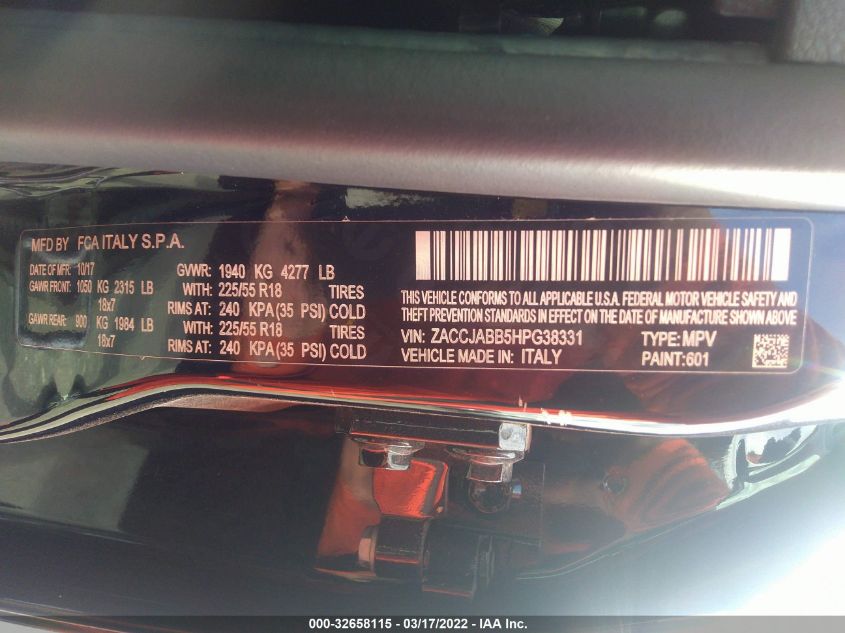 MFD BY FCA ITALY S.P.A.
DATE OF MFR: 10/17 GVWR: 1940 KG 4277 LB
GAWR FRONT: 1050 KG 2315 LB WITH: 225/55 R18 TIRES
18x7 RIMS AT: 240 KPA (35 PSI) COLD
GAWR REAR: 900 KG 1984 LB WITH: 225/55 R18 TIRES
18x7 RIMS AT: 240 KPA (35 PSI) COLD
THIS VEHICLE CONFORMS TO ALL APPLICABLE U.S.A. FEDERAL MOTOR VEHICLE SAFETY AND
THEFT PREVENTION STANDARDS IN EFFECT ON THE DATE OF MANUFACTURE SHOWN ABOVE
VIN: ZACCJABB5HPG38331 TYPE: MPV
VEHICLE MADE IN: ITALY PAINT: 601
000-32658115 - 03/17/2022 - IAA Inc.